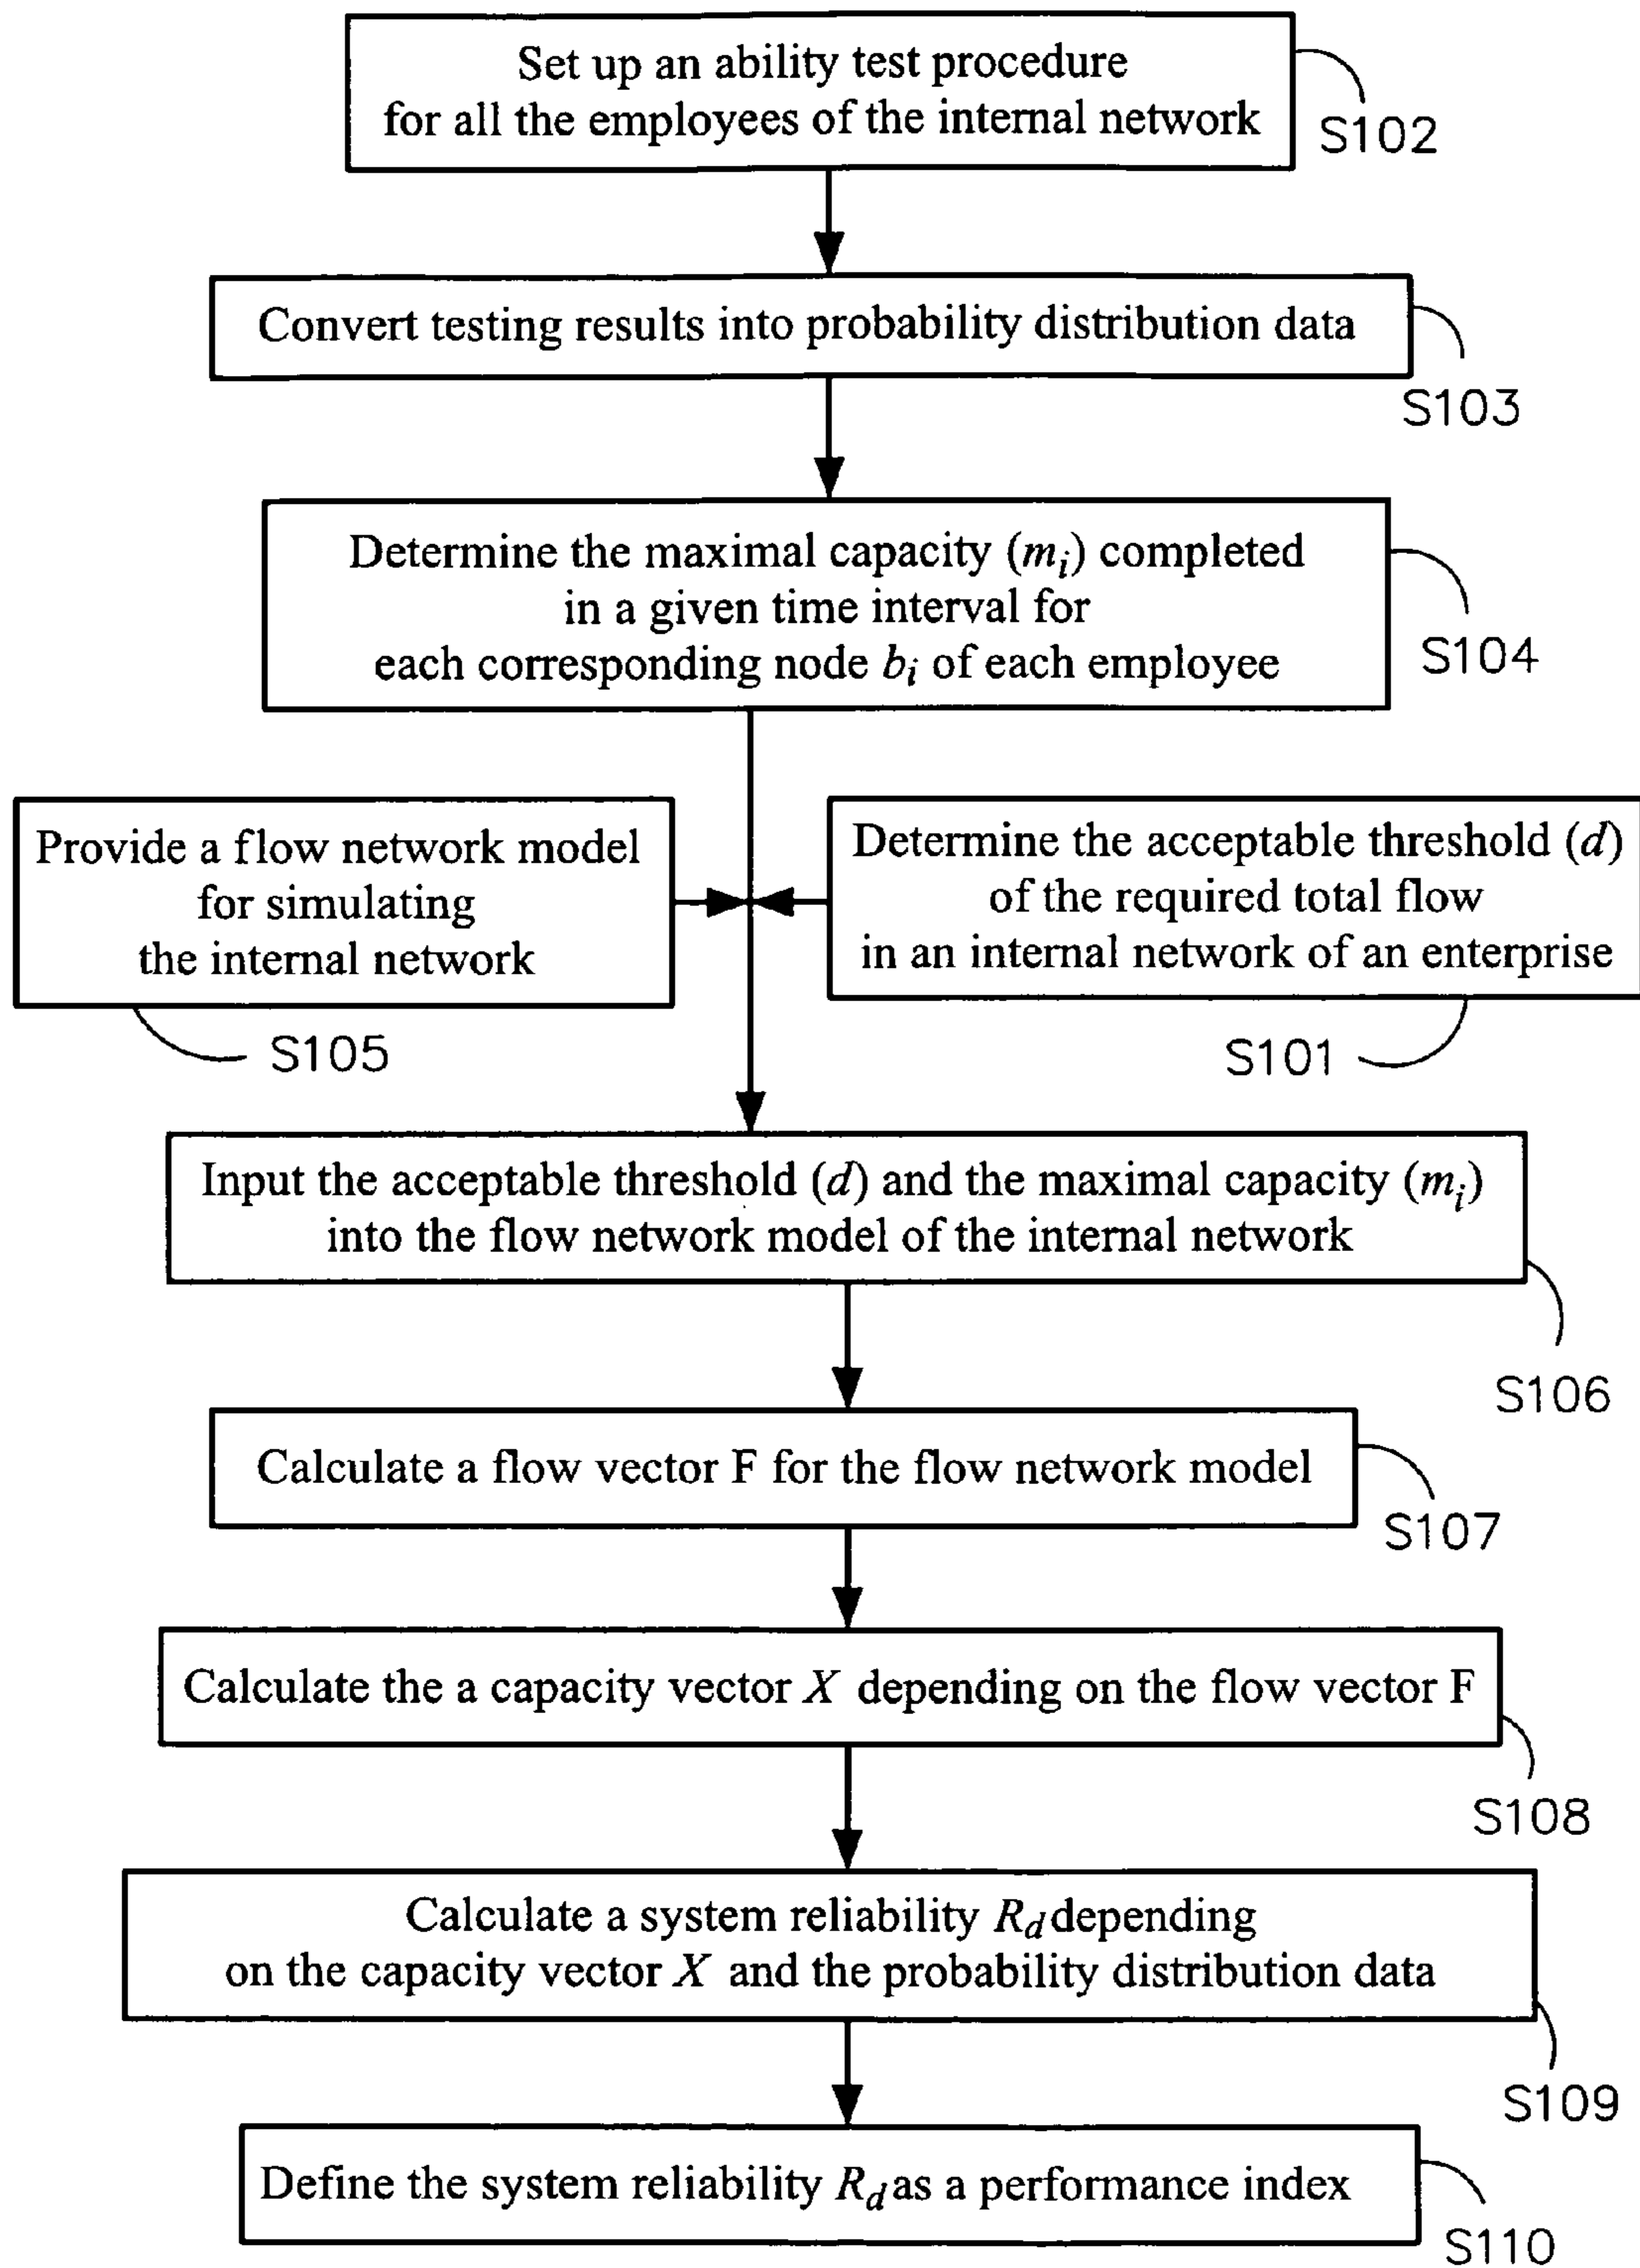 Set up an ability test procedure
for all the employees of the internal network
S102
Convert testing results into probability distribution data
S103
Determine the maximal capacity (mi) completed
in a given time interval for
each corresponding node bi of each employee
S104
Provide a flow network model
for simulating
the internal network
S105
Determine the acceptable threshold (d)
of the required total flow
in an internal network of an enterprise
S101
Input the acceptable threshold (d) and the maximal capacity (mi)
into the flow network model of the internal network
S106
Calculate a flow vector F for the flow network model
S107
Calculate the a capacity vector X depending on the flow vector F
S108
Calculate a system reliability Rd depending
on the capacity vector X and the probability distribution data
S109
Define the system reliability Rd as a performance index
S110